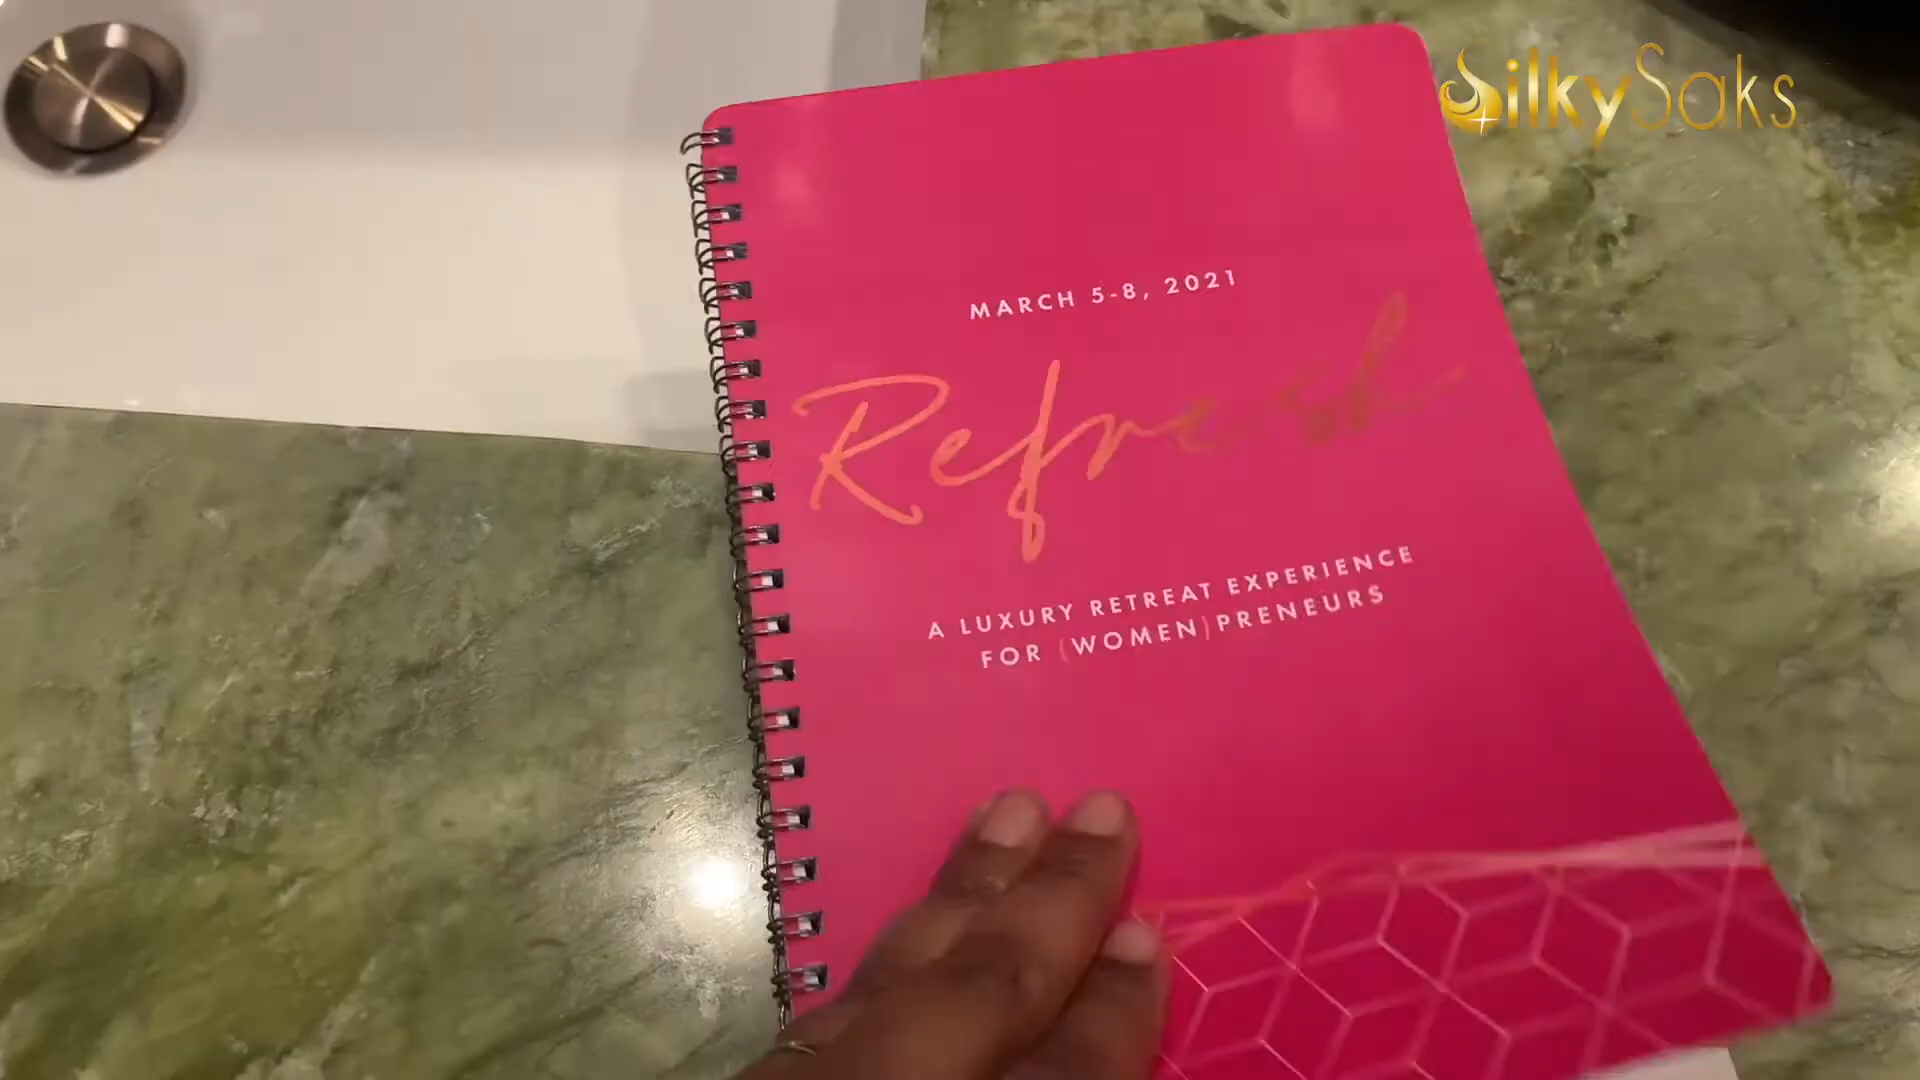 SilkySaks
MARCH 5-8, 2021
Refresh
A LUXURY RETREAT EXPERIENCE
FOR (WOMEN)PRENEURS